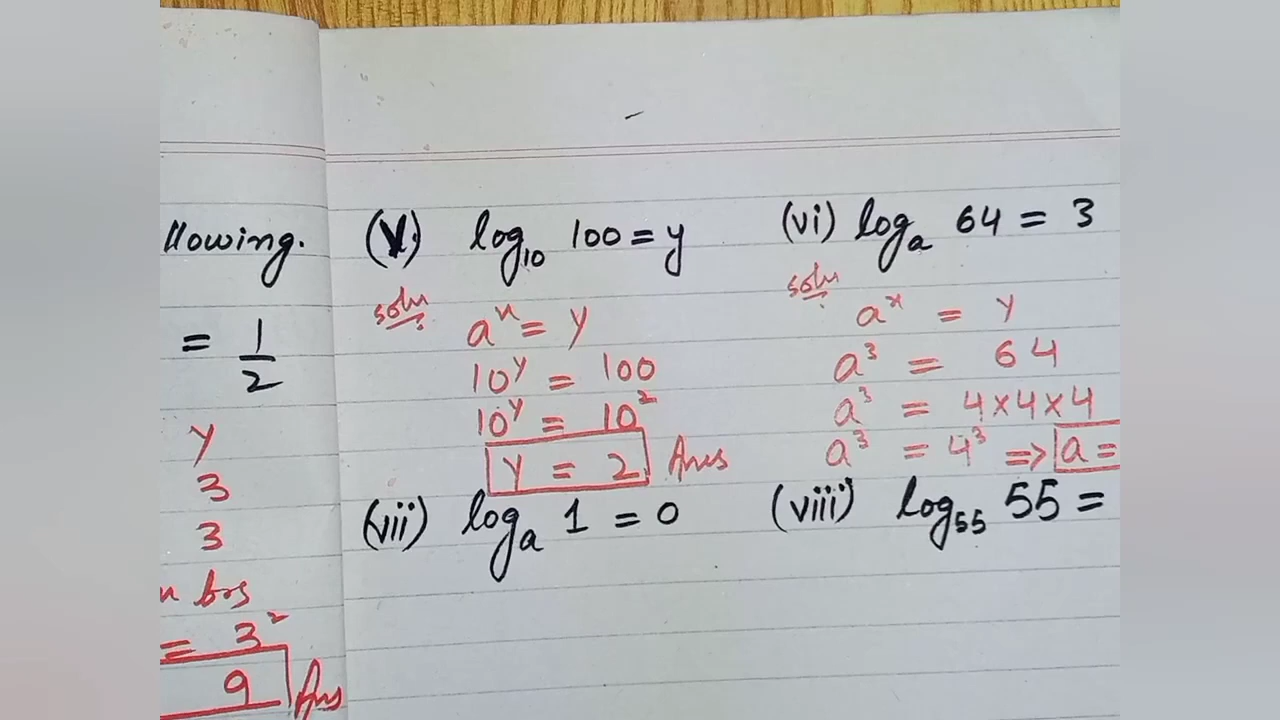 llowing.
= 1/2
y
3
3
n brs
= 3²
9 Ans
(v) log₁₀ 100 = y
soln
aˣ = y
10ʸ = 100
10ʸ = 10²
y = 2 Ans
(vi) logₐ 64 = 3
soln
aˣ = y
a³ = 64
a³ = 4×4×4
a³ = 4³ => a =
(vii) logₐ 1 = 0
(viii) log₅₅ 55 =